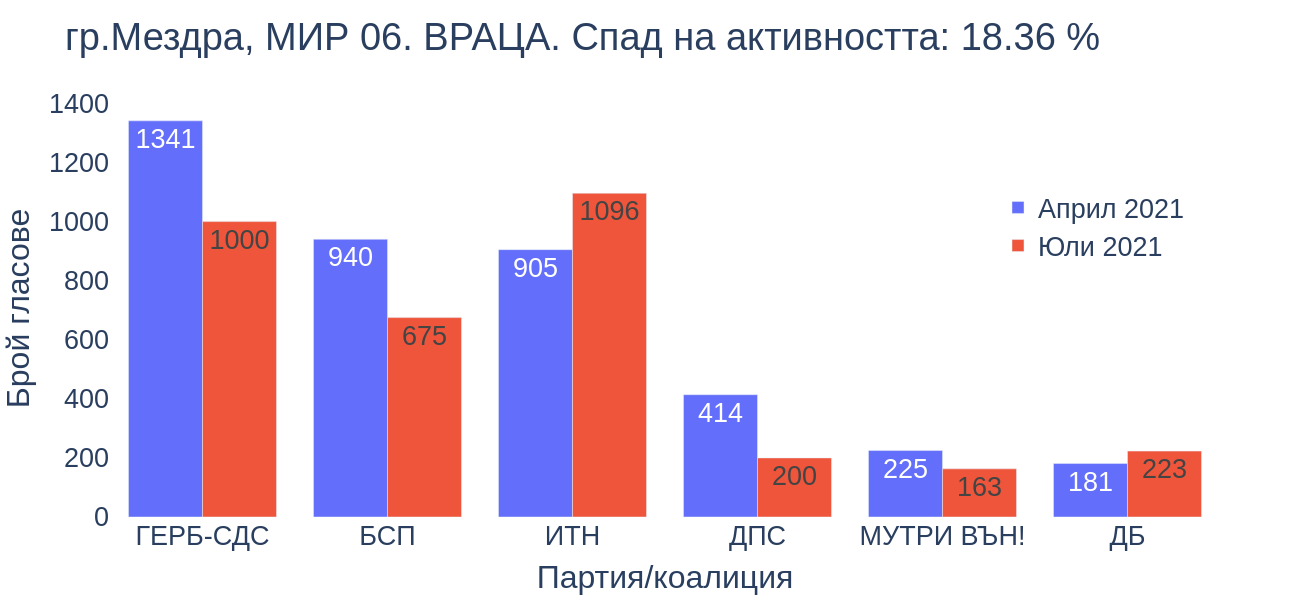 гр.Мездра, МИР 06. ВРАЦА. Спад на активността: 18.36 %
Брой гласове
1400
1200
1000
800
600
400
200
0
1341
1000
940
675
905
1096
414
200
225
163
181
223
Април 2021
Юли 2021
ГЕРБ-СДС
БСП
ИТН
ДПС
МУТРИ ВЪН!
ДБ
Партия/коалиция